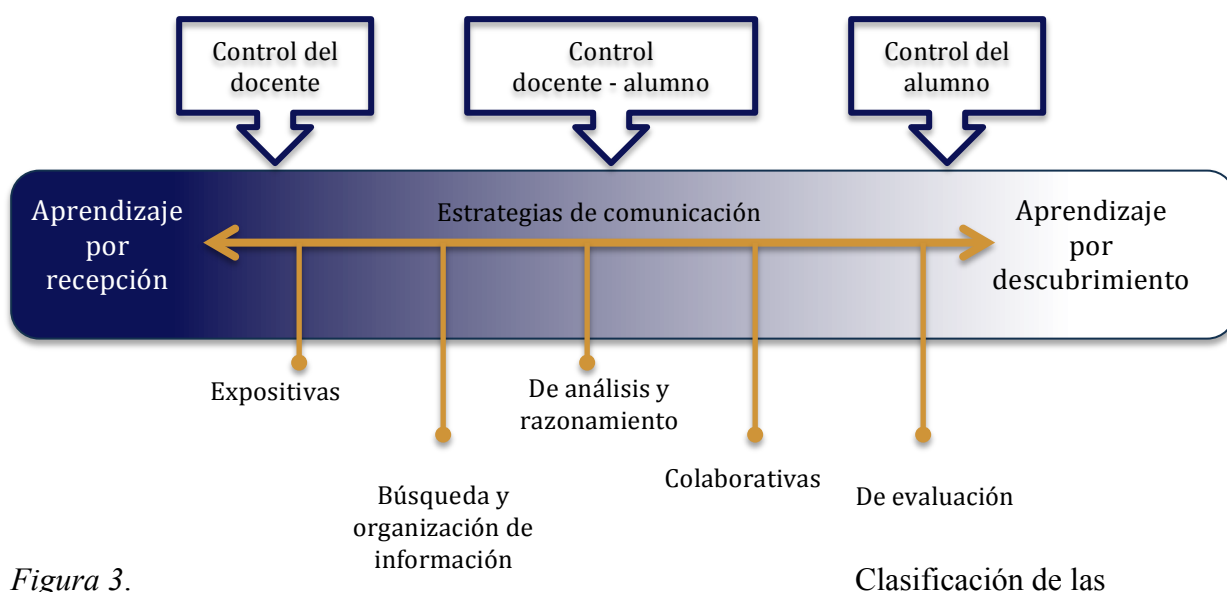 Control del
docente
Control
docente - alumno
Control del
alumno
Aprendizaje
por
recepción
Estrategias de comunicación
Aprendizaje
por
descubrimiento
Expositivas
De análisis y
razonamiento
Búsqueda y
organización de
información
Colaborativas
De evaluación
Figura 3.
Clasificación de las